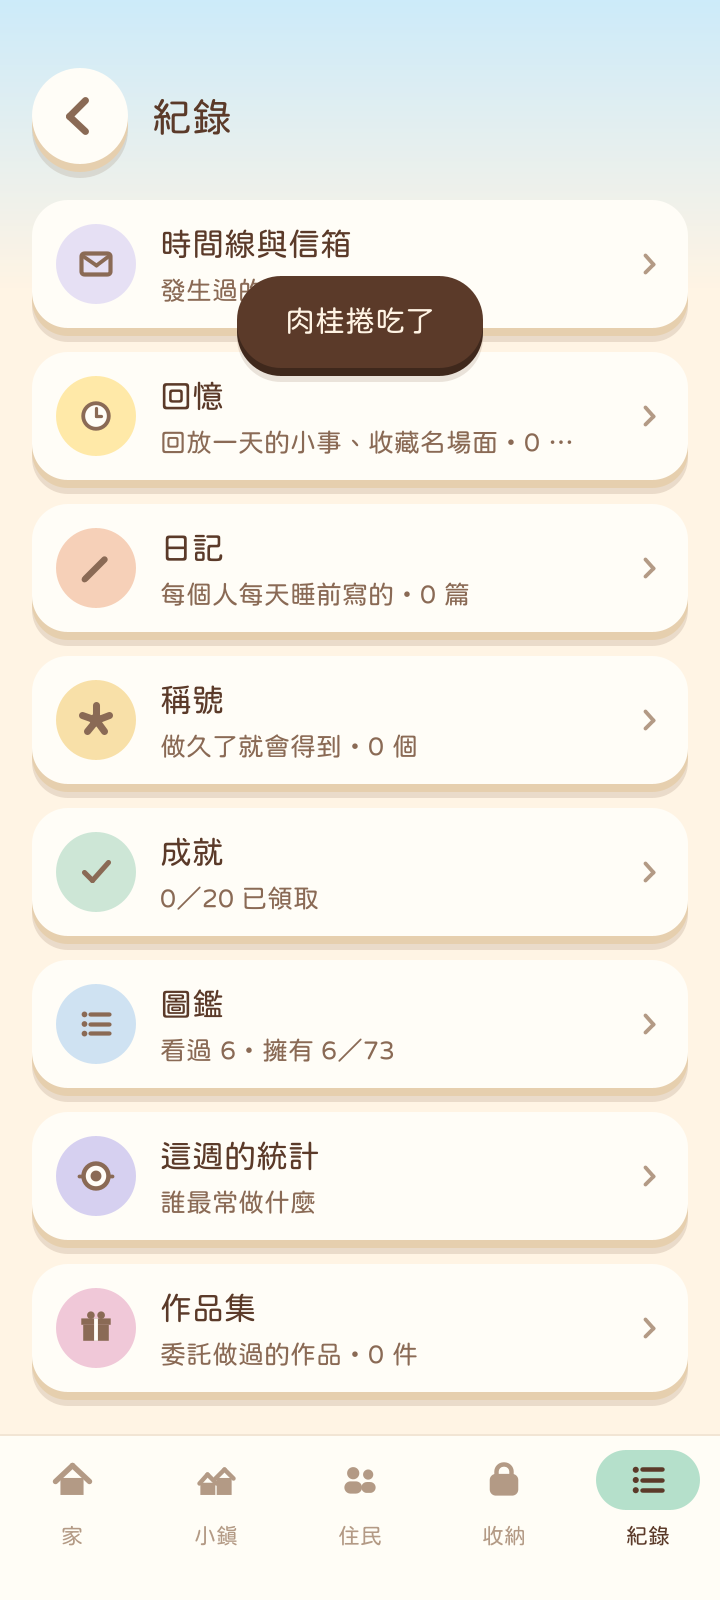 紀錄
時間線與信箱
發生過的
肉桂捲吃了
回憶
回放一天的小事、收藏名場面・0 …
日記
每個人每天睡前寫的・0 篇
稱號
做久了就會得到・0 個
成就
0／20 已領取
圖鑑
看過 6・擁有 6／73
這週的統計
誰最常做什麼
作品集
委託做過的作品・0 件
家
小鎮
住民
收納
紀錄